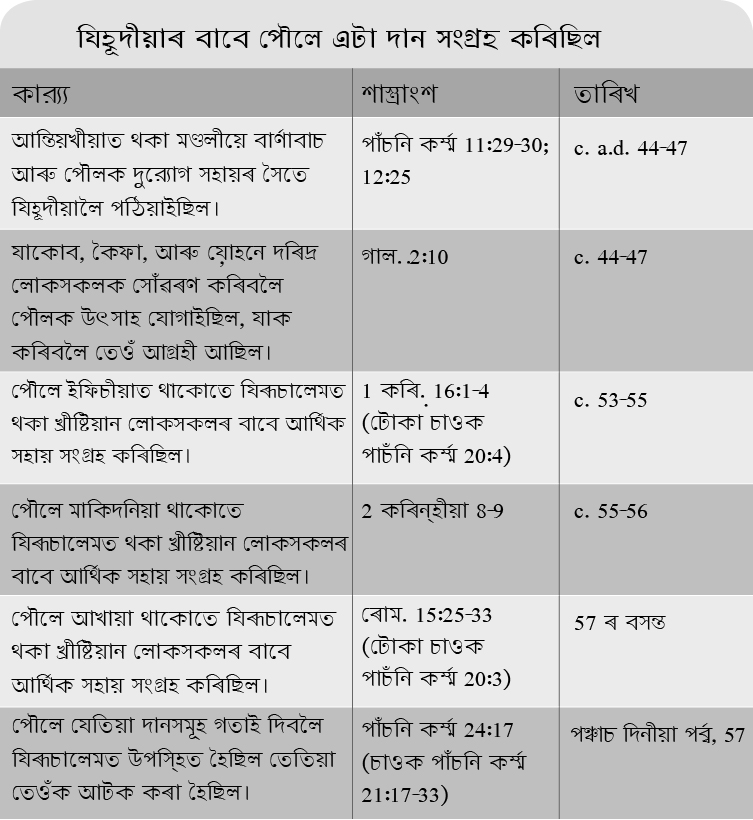 যিহূদীয়াৰ বাবে পৌলে এটা দান সংগ্ৰহ কৰিছিল
কাৰ্য্য
শাস্ত্ৰাংশ
তাৰিখ
আন্তিয়খীয়াত থকা মণ্ডলীয়ে বাৰ্ণাবাচ
আৰু পৌলক দুৰ্যোগ সহায়ৰ সৈতে
যিহূদীয়ালৈ পঠিয়াইছিল।
পাঁচনি কৰ্ম্ম 11:29-30;
12:25
c. a.d. 44-47
যাকোব, কৈফা, আৰু য়োহনে দৰিদ্ৰ
লোকসকলক সোঁৱৰণ কৰিবলৈ
পৌলক উৎসাহ যোগাইছিল, যাক
কৰিবলৈ তেওঁ আগ্ৰহী আছিল।
গাল. .2:10
c. 44-47
পৌলে ইফিচীয়াত থাকোতে যিৰূচালেমত
থকা খ্ৰীষ্টিয়ান লোকসকলৰ বাবে আৰ্থিক
সহায় সংগ্ৰহ কৰিছিল।
1 কৰি. 16:1-4
(টোকা চাওক
পাচঁনি কৰ্ম্ম 20:4)
c. 53-55
পৌলে মাকিদনিয়া থাকোতে
যিৰূচালেমত থকা খ্ৰীষ্টিয়ান লোকসকলৰ
বাবে আৰ্থিক সহায় সংগ্ৰহ কৰিছিল।
2 কৰিন্হীয়া 8-9
c. 55-56
পৌলে আখায়া থাকোতে যিৰূচালেমত
থকা খ্ৰীষ্টিয়ান লোকসকলৰ বাবে
আৰ্থিক সহায় সংগ্ৰহ কৰিছিল।
ৰোম. 15:25-33
(টোকা চাওক
পাচঁনি কৰ্ম্ম 20:3)
57 ৰ বসন্ত
পৌলে যেতিয়া দানসমূহ গতাই দিবলৈ
যিৰূচালেমত উপস্হিত হৈছিল তেতিয়া
তেওঁক আটক কৰা হৈছিল।
পাঁচনি কৰ্ম্ম 24:17
(চাওক পাঁচনি কৰ্ম্ম
21:17-33)
পঞ্চাচ দিনীয়া পৰ্ব্ব, 57